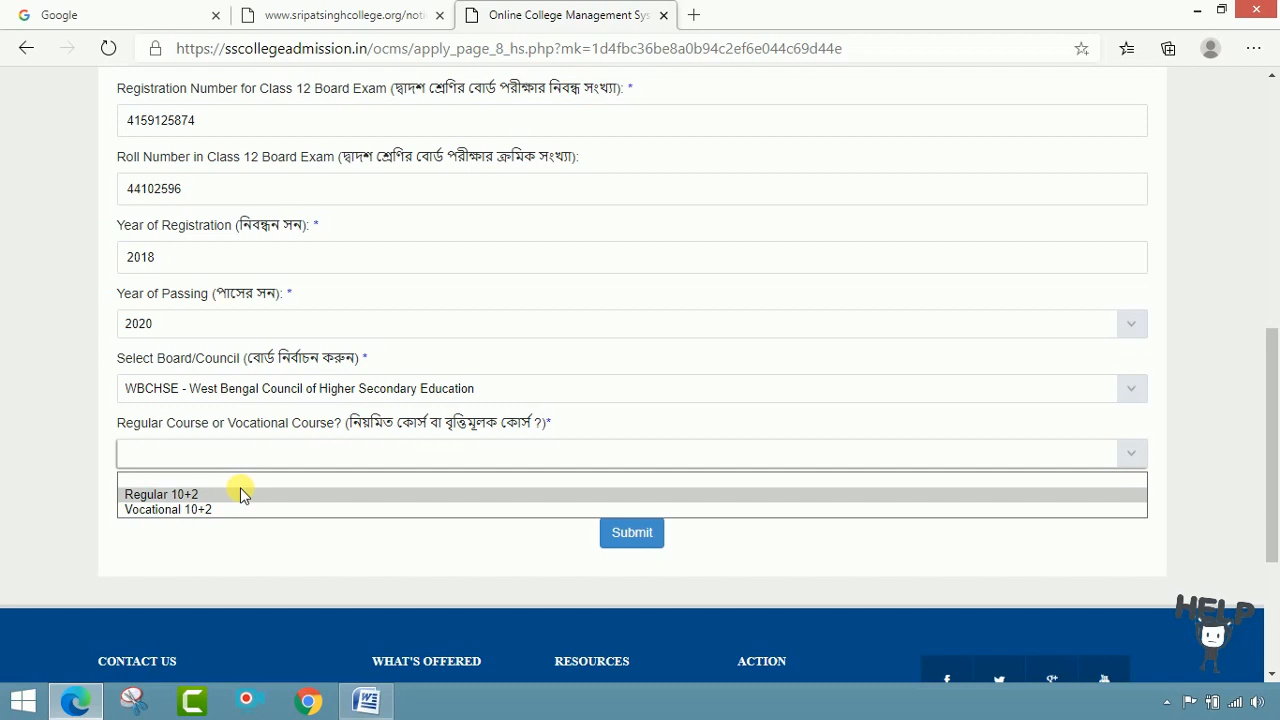 Google
www.sripatsinghcollege.org/note
Online College Management Sys
https://sscollegeadmission.in/ocms/apply_page_8_hs.php?mk=1d4fbc36be8a0b94c2ef6e044c69d44e
Registration Number for Class 12 Board Exam (দ্বাদশ শ্রেণির বোর্ড পরীক্ষার নিবন্ধ সংখ্যা): *
4159125874
Roll Number in Class 12 Board Exam (দ্বাদশ শ্রেণির বোর্ড পরীক্ষার ক্রমিক সংখ্যা):
44102596
Year of Registration (নিবন্ধন সন): *
2018
Year of Passing (পাসের সন): *
2020
Select Board/Council (বোর্ড নির্বাচন করুন) *
WBCHSE - West Bengal Council of Higher Secondary Education
Regular Course or Vocational Course? (নিয়মিত কোর্স বা বৃত্তিমূলক কোর্স ?)*
Regular 10+2
Vocational 10+2
Submit
HELP
CONTACT US
WHAT'S OFFERED
RESOURCES
ACTION